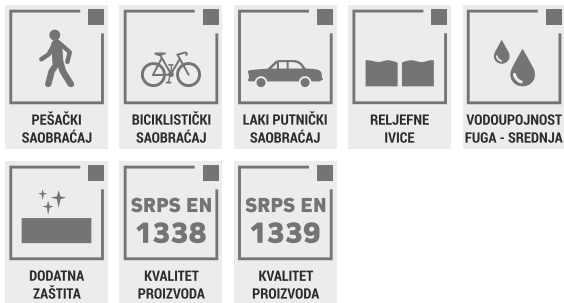 PEŠAČKI
SAOBRAĆAJ
BICIKLISTIČKI
SAOBRAĆAJ
LAKI PUTNIČKI
SAOBRAĆAJ
RELJEFNE
IVICE
VODOUPOJNOST
FUGA - SREDNJA
DODATNA
ZAŠTITA
SRPS EN
1338
KVALITET
PROIZVODA
SRPS EN
1339
KVALITET
PROIZVODA